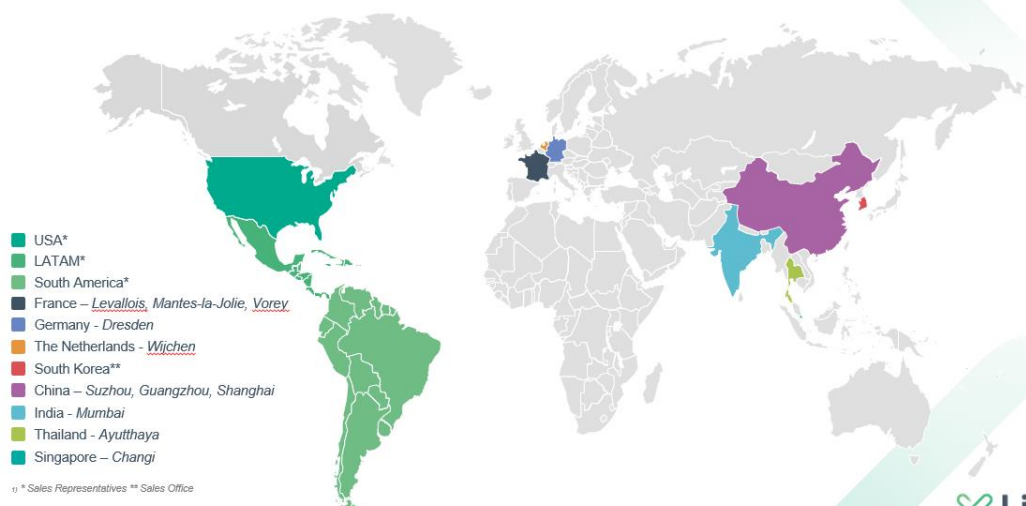 USA*
LATAM*
South America*
France – Levallois, Mantes-la-Jolie, Vorey
Germany - Dresden
The Netherlands - Wijchen
South Korea**
China – Suzhou, Guangzhou, Shanghai
India - Mumbai
Thailand - Ayutthaya
Singapore – Changi
1) * Sales Representatives ** Sales Office